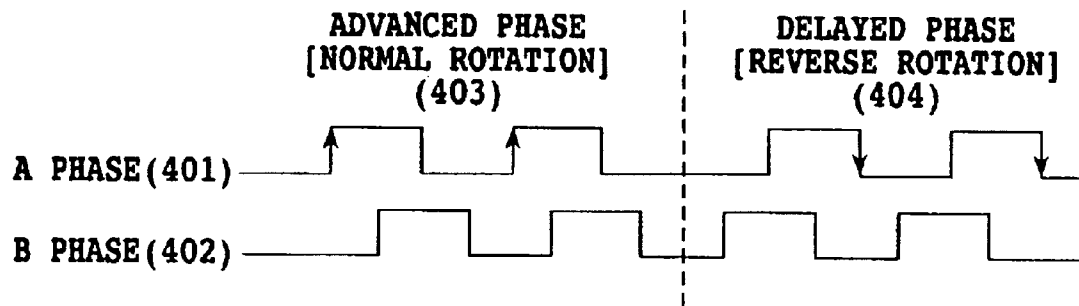 ADVANCED PHASE
[NORMAL ROTATION]
(403)
DELAYED PHASE
[REVERSE ROTATION]
(404)
A PHASE(401)
B PHASE(402)